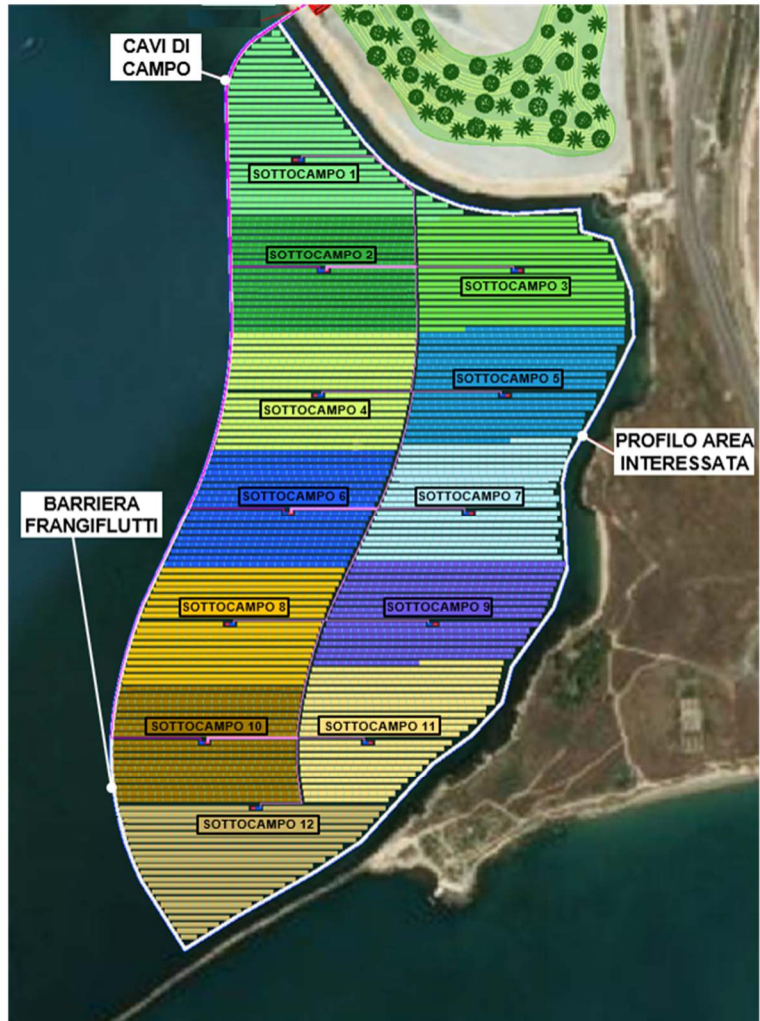 CAVI DI
CAMPO
SOTTOCAMPO 1
SOTTOCAMPO 2
SOTTOCAMPO 3
SOTTOCAMPO 4
SOTTOCAMPO 5
PROFILO AREA
INTERESSATA
SOTTOCAMPO 6
SOTTOCAMPO 7
BARRIERA
FRANGIFLUTTI
SOTTOCAMPO 8
SOTTOCAMPO 9
SOTTOCAMPO 10
SOTTOCAMPO 11
SOTTOCAMPO 12